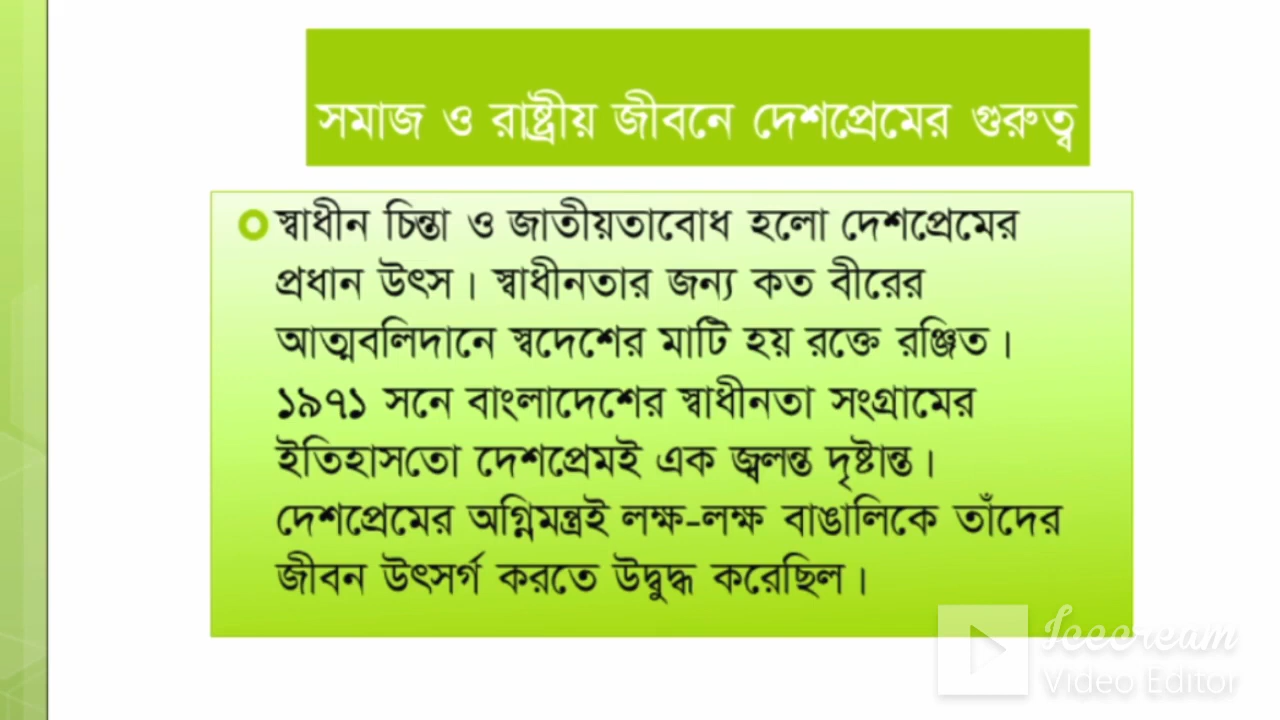 সমাজ ও রাষ্ট্রীয় জীবনে দেশপ্রেমের গুরুত্ব
স্বাধীন চিন্তা ও জাতীয়তাবোধ হলো দেশপ্রেমের
প্রধান উৎস। স্বাধীনতার জন্য কত বীরের
আত্মবলিদানে স্বদেশের মাটি হয় রক্তে রঞ্জিত।
১৯৭১ সনে বাংলাদেশের স্বাধীনতা সংগ্রামের
ইতিহাসতো দেশপ্রেমই এক জ্বলন্ত দৃষ্টান্ত।
দেশপ্রেমের অগ্নিমন্ত্রই লক্ষ-লক্ষ বাঙালিকে তাঁদের
জীবন উৎসর্গ করতে উদ্বুদ্ধ করেছিল।
Icecream
Video Editor